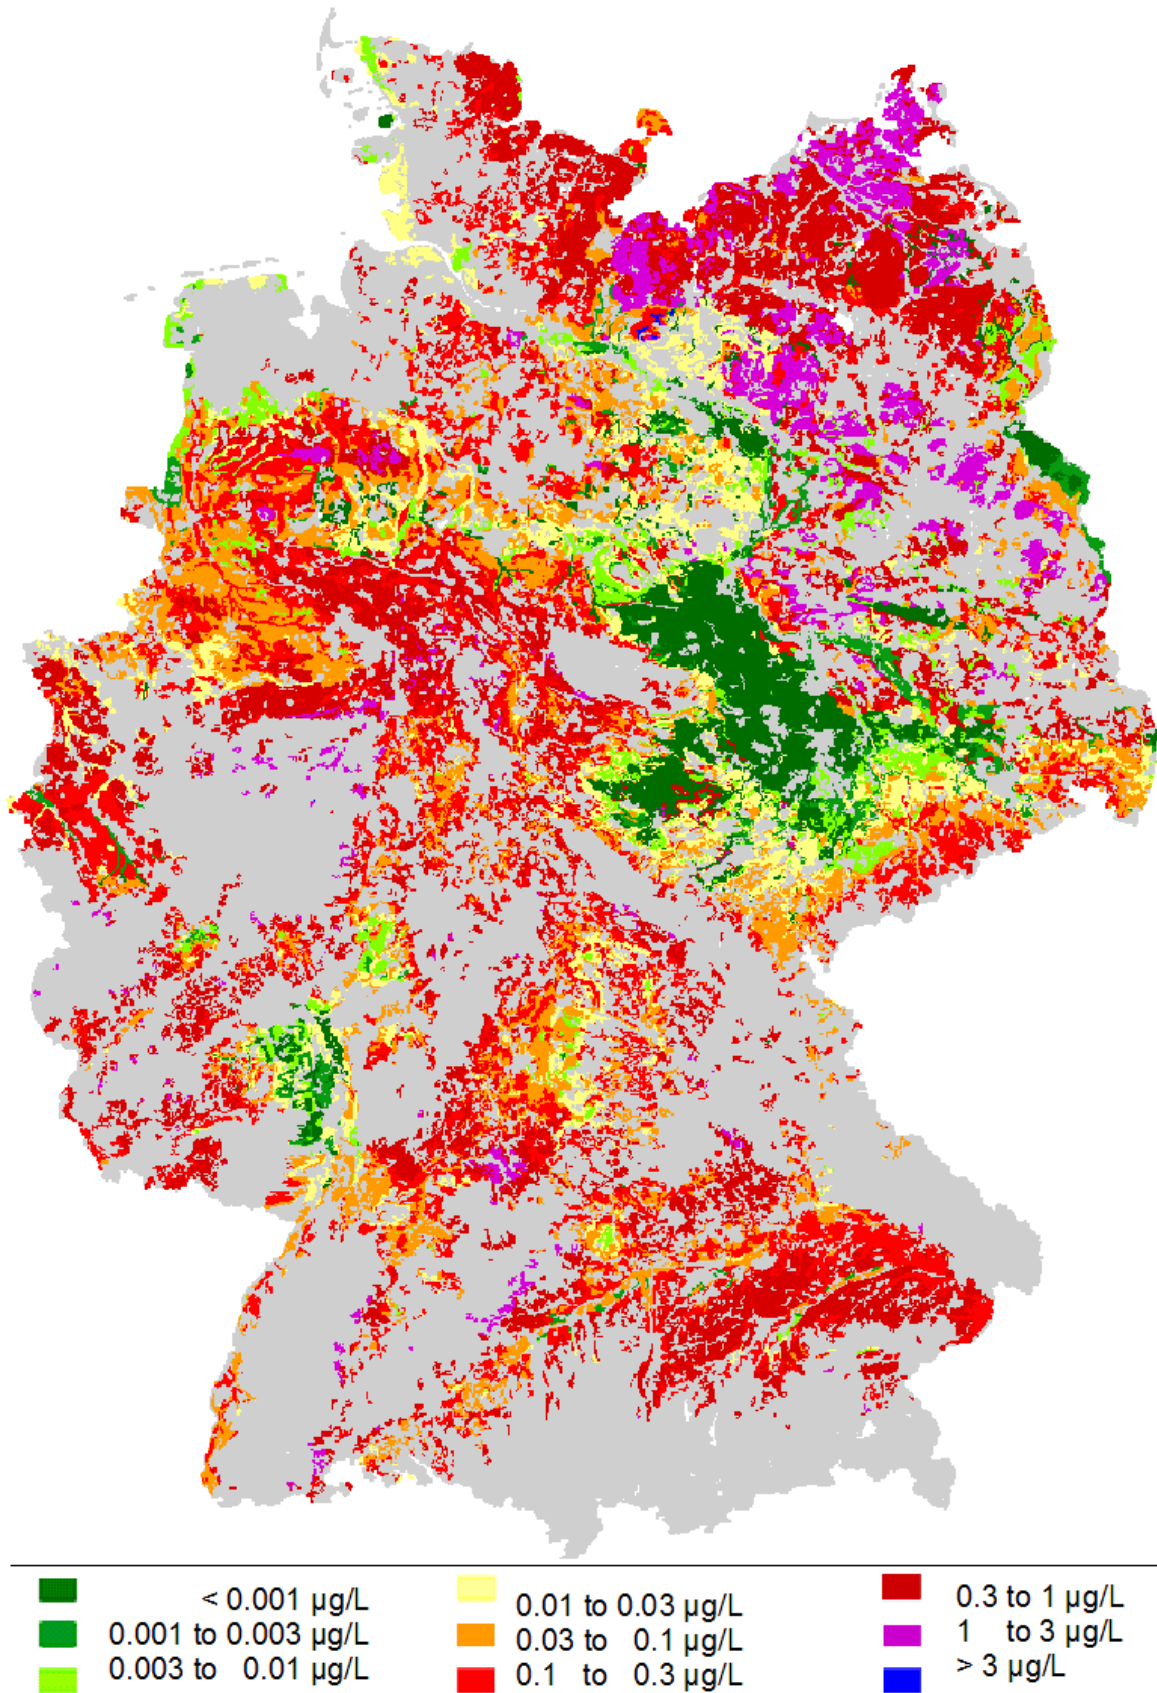 < 0.001 µg/L
0.001 to 0.003 µg/L
0.003 to 0.01 µg/L
0.01 to 0.03 µg/L
0.03 to 0.1 µg/L
0.1 to 0.3 µg/L
0.3 to 1 µg/L
1 to 3 µg/L
> 3 µg/L